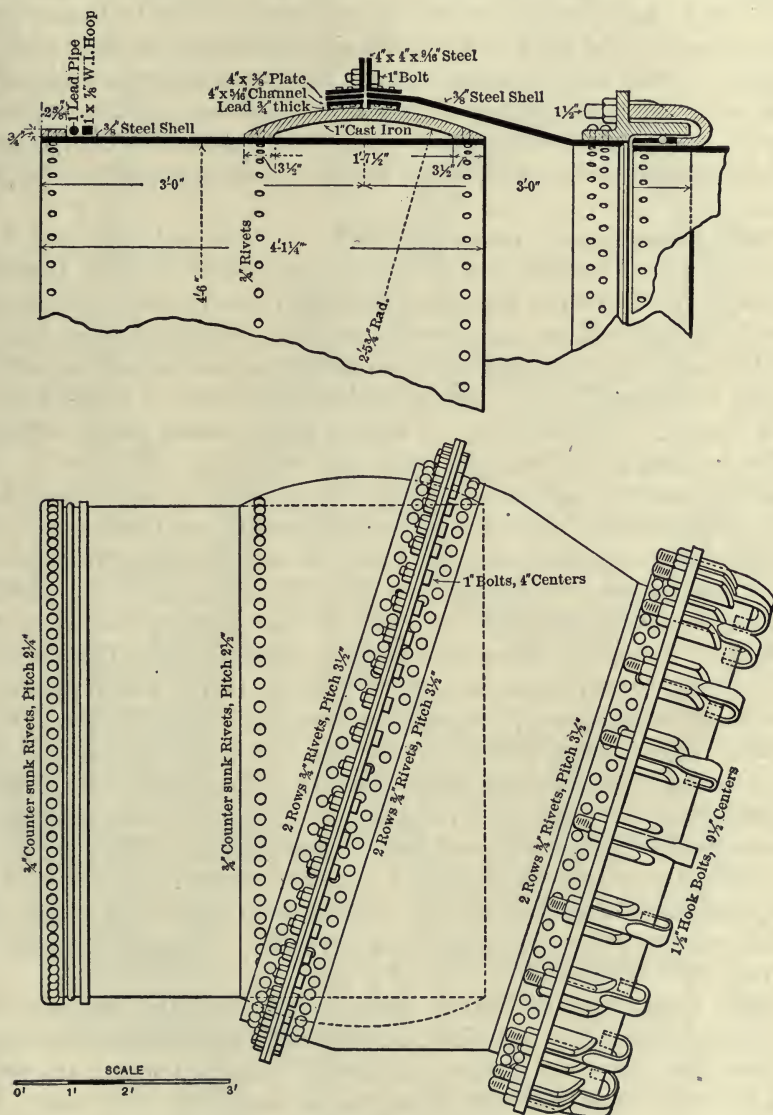 4"x 4"x 9/16" Steel
1" Bolt
4"x 3/8" Plate
4"x 5/16" Channel
Lead 3/4" thick
3/8" Steel Shell
1" Lead Pipe
1"x 7/8" W.I. Hoop
3/8" Steel Shell
3/4"
1" Cast Iron
1 1/2"
3 1/2"
1'7 1/2"
3 1/2"
3'0"
3'0"
4'1 1/4"
4'6"
3/4" Rivets
2'5 3/4" Rad.
1" Bolts, 4" Centers
3/4" Counter sunk Rivets, Pitch 2 1/4"
3/4" Counter sunk Rivets, Pitch 2 1/2"
2 Rows 3/4" Rivets, Pitch 3 1/2"
2 Rows 3/4" Rivets, Pitch 3 1/2"
2 Rows 3/4" Rivets, Pitch 3 1/2"
1 1/2" Hook Bolts, 9 1/2" Centers
SCALE
0' 1' 2' 3'